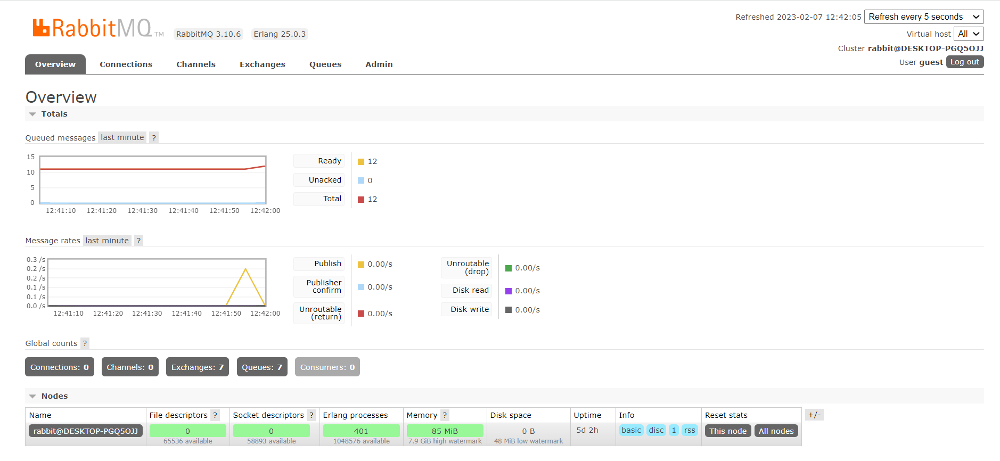 RabbitMQ TM RabbitMQ 3.10.6 Erlang 25.0.3
Refreshed 2023-02-07 12:42:05 Refresh every 5 seconds
Virtual host All
Cluster rabbit@DESKTOP-PGQ5OJJ
User guest Log out
Overview Connections Channels Exchanges Queues Admin
Overview
Totals
Queued messages last minute ?
15
10
5
0
12:41:10 12:41:20 12:41:30 12:41:40 12:41:50 12:42:00
Ready 12
Unacked 0
Total 12
Message rates last minute ?
0.3 /s
0.2 /s
0.2 /s
0.1 /s
0.1 /s
0.0 /s
12:41:10 12:41:20 12:41:30 12:41:40 12:41:50 12:42:00
Publish 0.00/s
Publisher
confirm 0.00/s
Unroutable
(return) 0.00/s
Unroutable
(drop) 0.00/s
Disk read 0.00/s
Disk write 0.00/s
Global counts ?
Connections: 0 Channels: 0 Exchanges: 7 Queues: 7 Consumers: 0
Nodes
Name File descriptors ? Socket descriptors ? Erlang processes Memory ? Disk space Uptime Info Reset stats +/-
rabbit@DESKTOP-PGQ5OJJ 0 0 401 85 MiB 0 B 5d 2h basic disc 1 rss This node All nodes
65536 available 58893 available 1048576 available 7.9 GiB high watermark 48 MiB low watermark